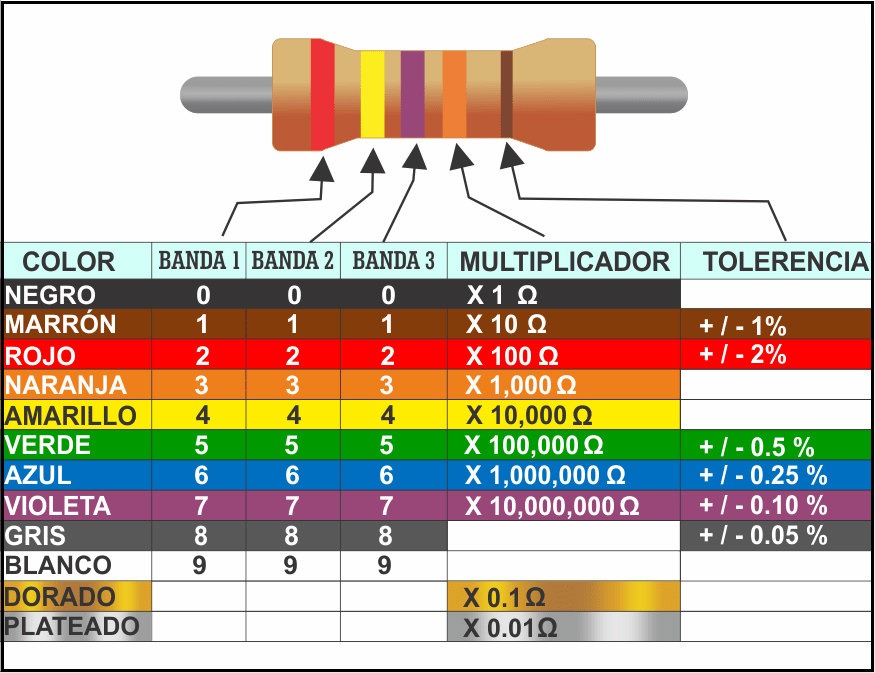 COLOR BANDA 1 BANDA 2 BANDA 3 MULTIPLICADOR TOLERENCIA
NEGRO 0 0 0 X 1 Ω
MARRÓN 1 1 1 X 10 Ω + / - 1%
ROJO 2 2 2 X 100 Ω + / - 2%
NARANJA 3 3 3 X 1,000 Ω
AMARILLO 4 4 4 X 10,000 Ω
VERDE 5 5 5 X 100,000 Ω + / - 0.5 %
AZUL 6 6 6 X 1,000,000 Ω + / - 0.25 %
VIOLETA 7 7 7 X 10,000,000 Ω + / - 0.10 %
GRIS 8 8 8 + / - 0.05 %
BLANCO 9 9 9
DORADO X 0.1Ω
PLATEADO X 0.01Ω